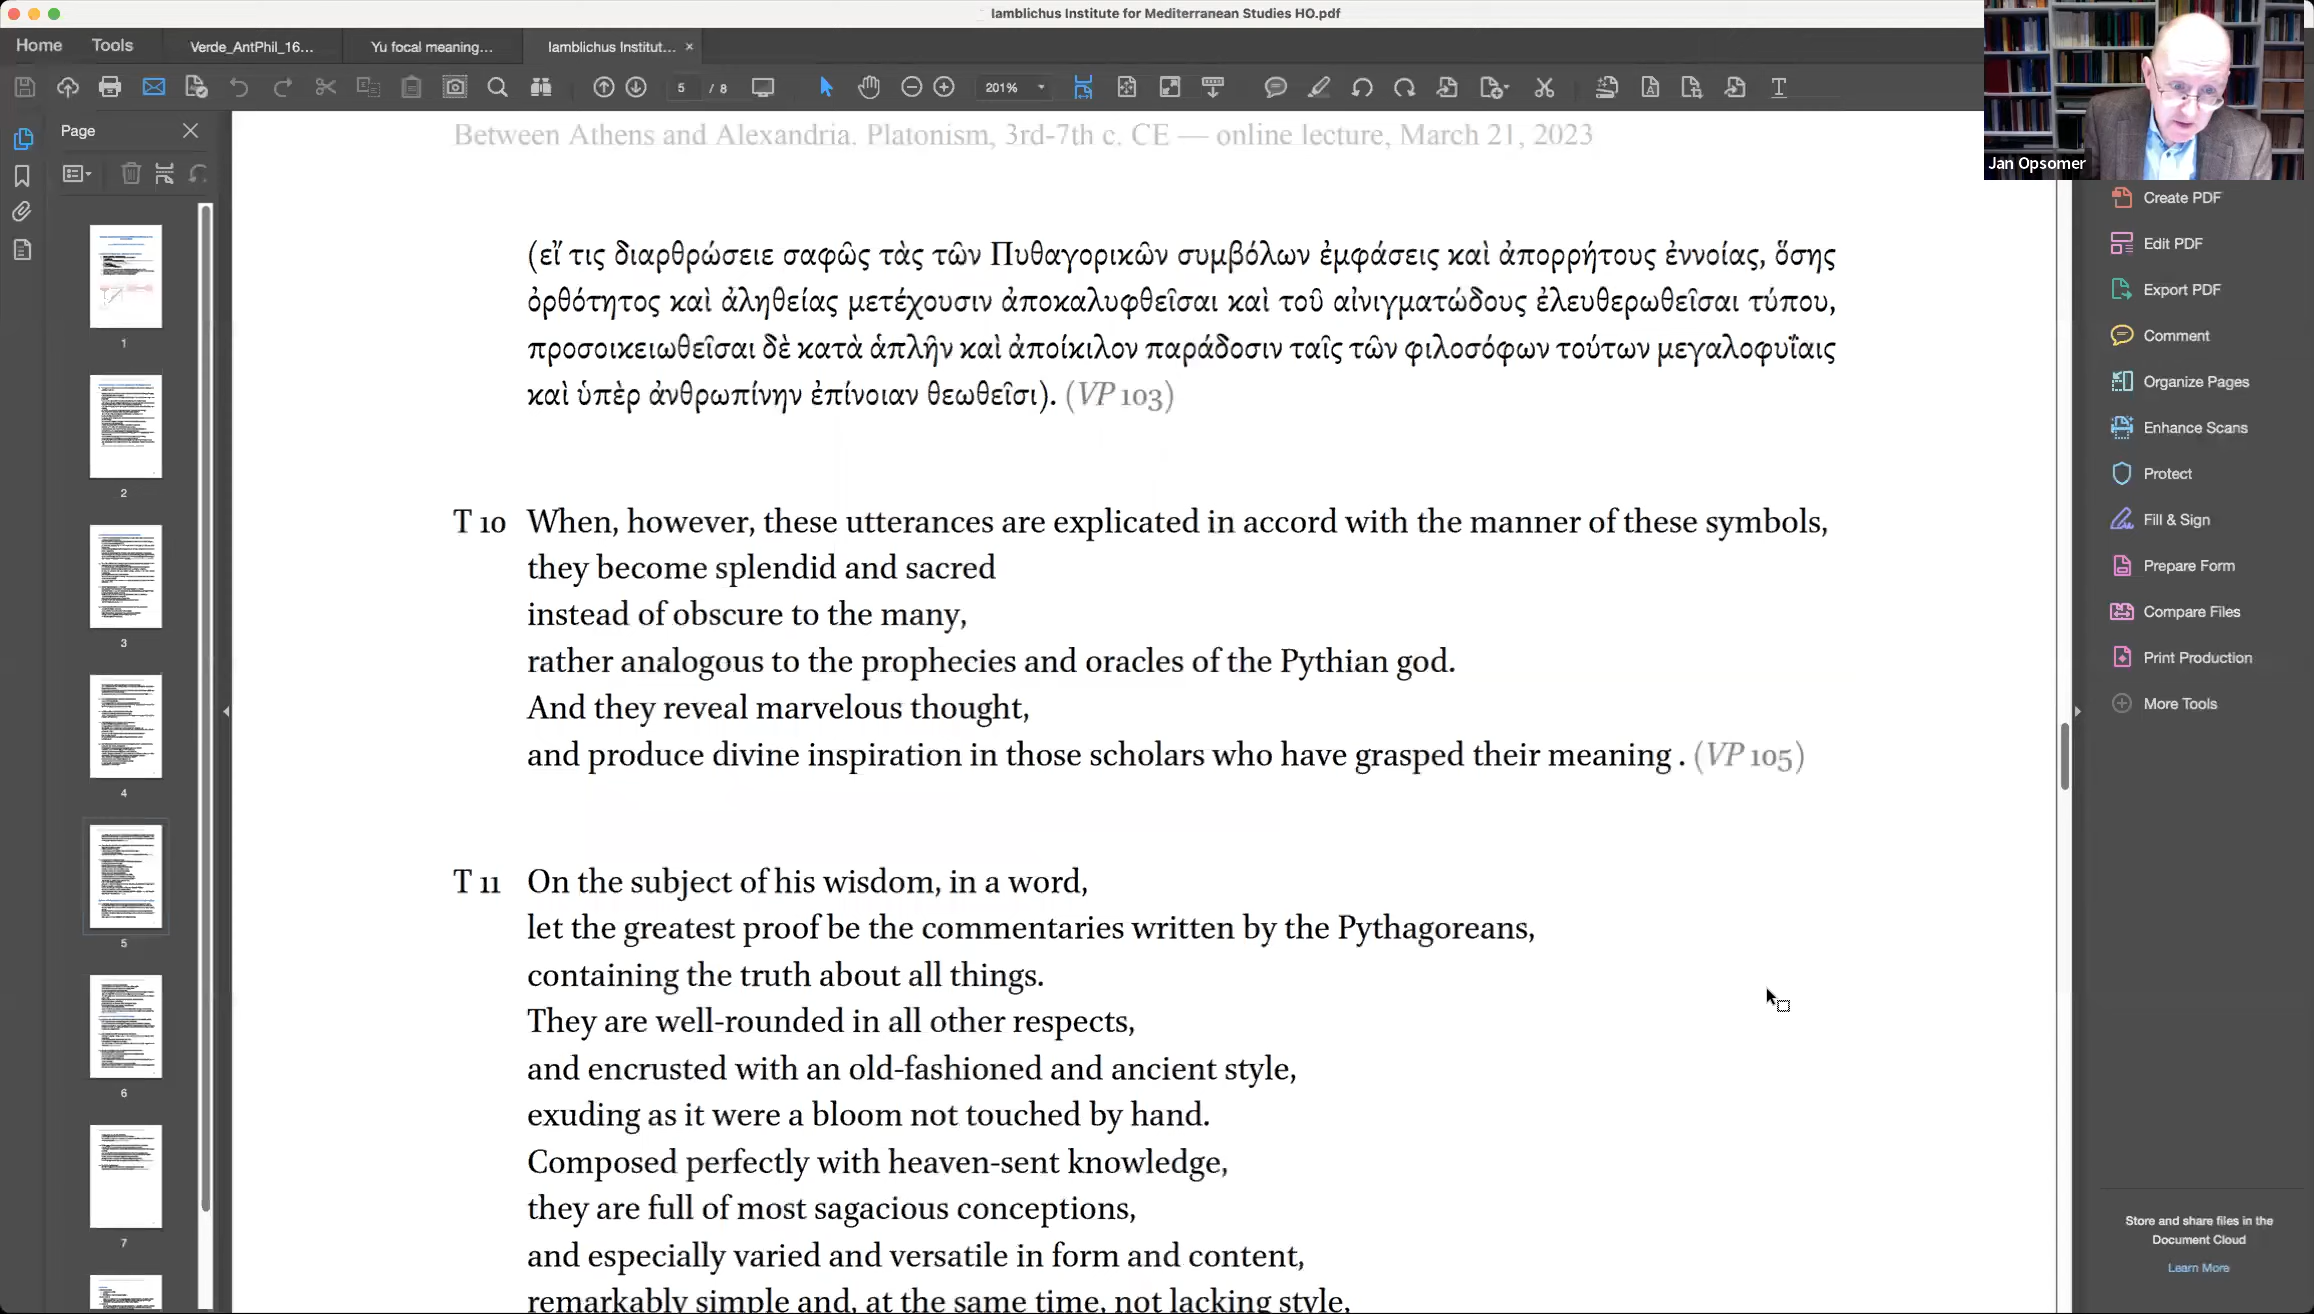 Iamblichus Institute for Mediterranean Studies HO.pdf
Home
Tools
Verde_AntPhil_16...
Yu focal meaning...
Iamblichus Institut...
5 / 8
201%
Jan Opsomer
Page
1
2
3
4
5
6
7
Between Athens and Alexandria. Platonism, 3rd-7th c. CE — online lecture, March 21, 2023
(εἴ τις διαρθρώσειε σαφῶς τὰς τῶν Πυθαγορικῶν συμβόλων ἐμφάσεις καὶ ἀπορρήτους ἐννοίας, ὅσης
ὀρθότητος καὶ ἀληθείας μετέχουσιν ἀποκαλυφθεῖσαι καὶ τοῦ αἰνιγματώδους ἐλευθερωθεῖσαι τύπου,
προσοικειωθεῖσαι δὲ κατὰ ἁπλῆν καὶ ἀποίκιλον παράδοσιν ταῖς τῶν φιλοσόφων τούτων μεγαλοφυΐαις
καὶ ὑπὲρ ἀνθρωπίνην ἐπίνοιαν θεωθεῖσι). (VP 103)
T 10 When, however, these utterances are explicated in accord with the manner of these symbols,
they become splendid and sacred
instead of obscure to the many,
rather analogous to the prophecies and oracles of the Pythian god.
And they reveal marvelous thought,
and produce divine inspiration in those scholars who have grasped their meaning . (VP 105)
T 11 On the subject of his wisdom, in a word,
let the greatest proof be the commentaries written by the Pythagoreans,
containing the truth about all things.
They are well-rounded in all other respects,
and encrusted with an old-fashioned and ancient style,
exuding as it were a bloom not touched by hand.
Composed perfectly with heaven-sent knowledge,
they are full of most sagacious conceptions,
and especially varied and versatile in form and content,
remarkably simple and, at the same time, not lacking style,
Create PDF
Edit PDF
Export PDF
Comment
Organize Pages
Enhance Scans
Protect
Fill & Sign
Prepare Form
Compare Files
Print Production
More Tools
Store and share files in the
Document Cloud
Learn More